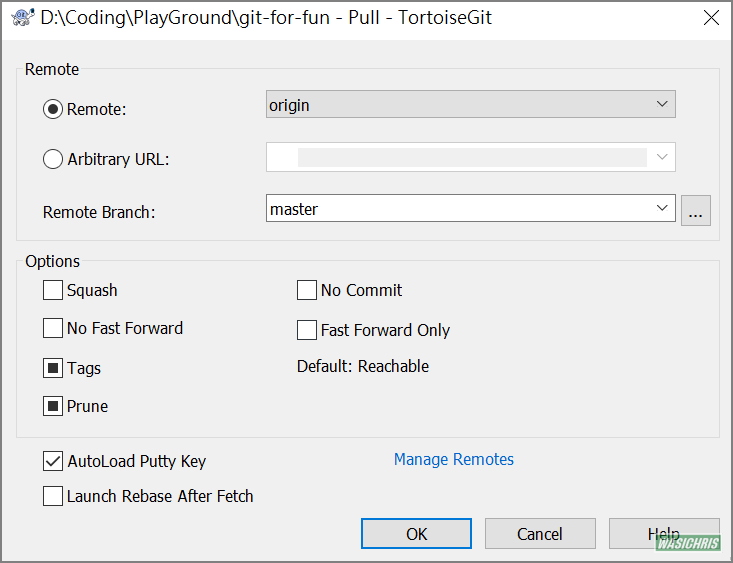 D:\Coding\PlayGround\git-for-fun - Pull - TortoiseGit
Remote
Remote: origin
Arbitrary URL:
Remote Branch: master ...
Options
Squash No Commit
No Fast Forward Fast Forward Only
Tags Default: Reachable
Prune
AutoLoad Putty Key Manage Remotes
Launch Rebase After Fetch
OK Cancel Help
WASICHRIS